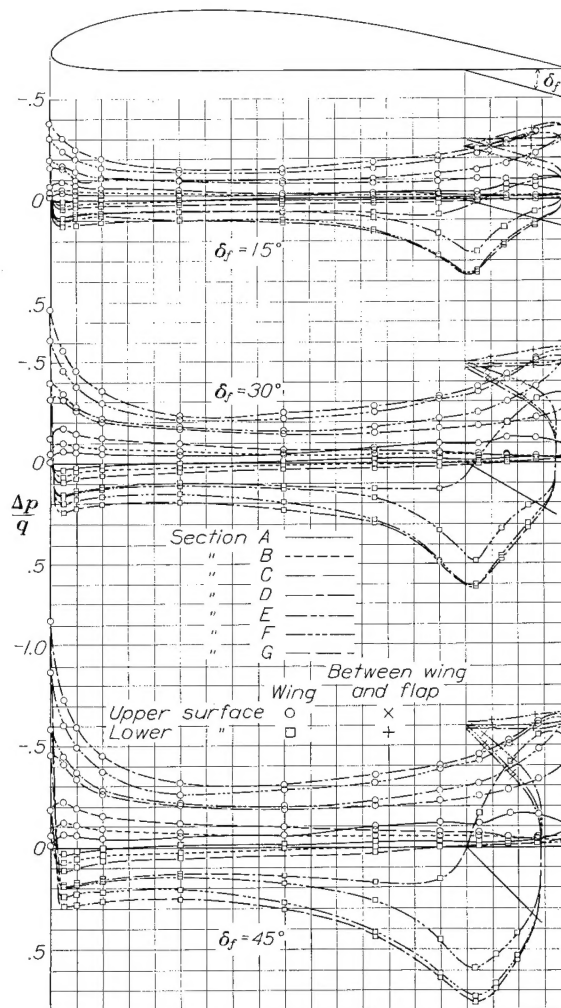 δf
-.5
0
δf = 15°
.5
-.5
δf = 30°
0
Δp/q
Section A
" B
.5 " C
" D
" E
" F
" G
-1.0
Between wing
Wing and flap
Upper surface ○ ×
Lower " □ +
-.5
0
.5
δf = 45°